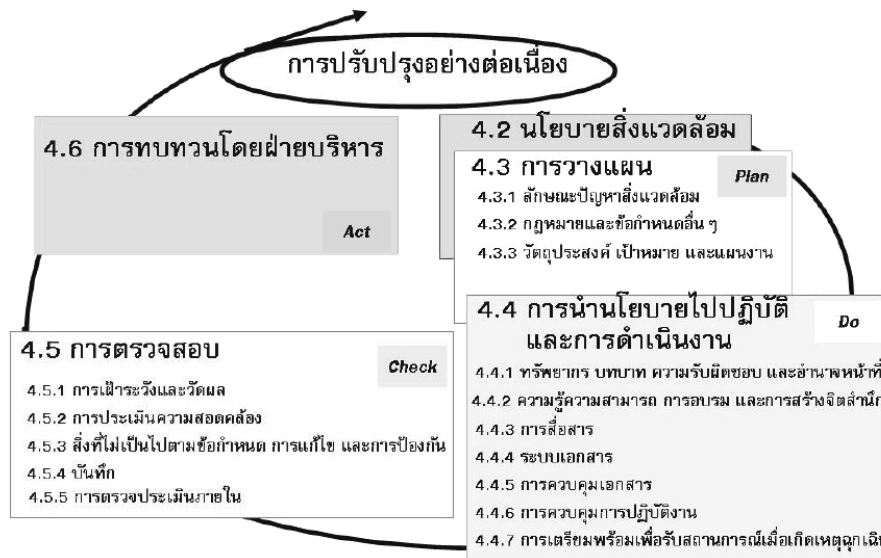 การปรับปรุงอย่างต่อเนื่อง
4.2 นโยบายสิ่งแวดล้อม
4.3 การวางแผน
Plan
4.3.1 ลักษณะปัญหาสิ่งแวดล้อม
4.3.2 กฎหมายและข้อกำหนดอื่น ๆ
4.3.3 วัตถุประสงค์ เป้าหมาย และแผนงาน
4.4 การนำนโยบายไปปฏิบัติ
และการดำเนินงาน
Do
4.4.1 ทรัพยากร บทบาท ความรับผิดชอบ และอำนาจหน้าที่
4.4.2 ความรู้ความสามารถ การอบรม และการสร้างจิตสำนึก
4.4.3 การสื่อสาร
4.4.4 ระบบเอกสาร
4.4.5 การควบคุมเอกสาร
4.4.6 การควบคุมการปฏิบัติงาน
4.4.7 การเตรียมพร้อมเพื่อรับสถานการณ์เมื่อเกิดเหตุ
4.5 การตรวจสอบ
Check
4.5.1 การเฝ้าระวังและวัดผล
4.5.2 การประเมินความสอดคล้อง
4.5.3 สิ่งที่ไม่เป็นไปตามข้อกำหนด การแก้ไข และการป้องกัน
4.5.4 บันทึก
4.5.5 การตรวจประเมินภายใน
4.6 การทบทวนโดยฝ่ายบริหาร
Act